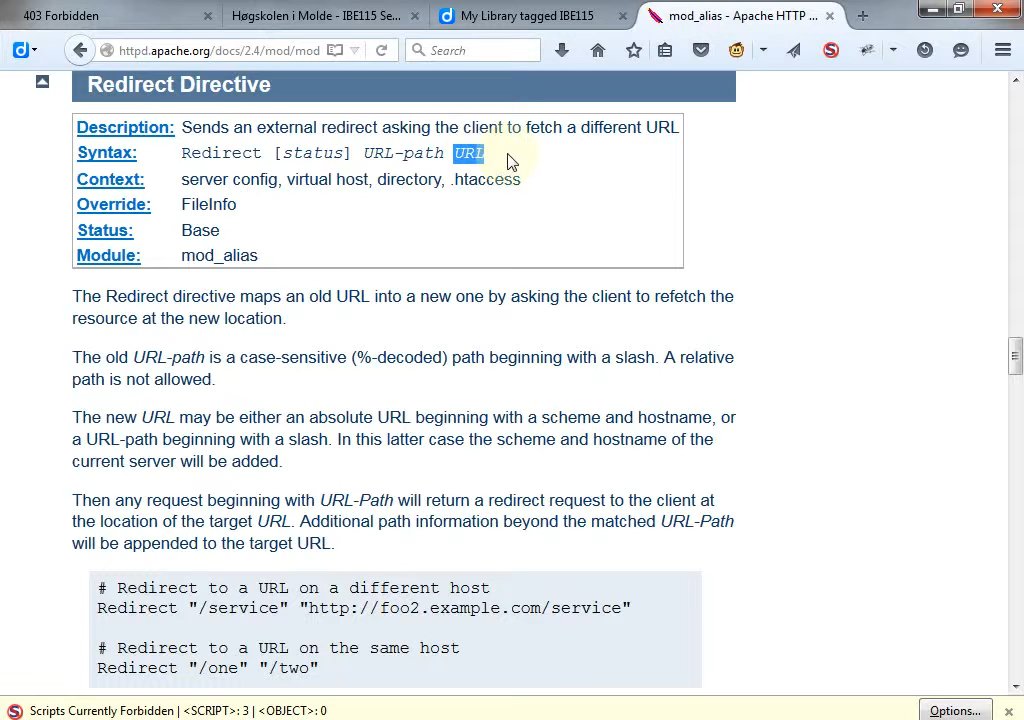 403 Forbidden
Høgskolen i Molde - IBE115 Se...
My Library tagged IBE115
mod_alias - Apache HTTP ...
httpd.apache.org/docs/2.4/mod/mod
Search
Redirect Directive
Description: Sends an external redirect asking the client to fetch a different URL
Syntax: Redirect [status] URL-path URL
Context: server config, virtual host, directory, .htaccess
Override: FileInfo
Status: Base
Module: mod_alias
The Redirect directive maps an old URL into a new one by asking the client to refetch the
resource at the new location.
The old URL-path is a case-sensitive (%-decoded) path beginning with a slash. A relative
path is not allowed.
The new URL may be either an absolute URL beginning with a scheme and hostname, or
a URL-path beginning with a slash. In this latter case the scheme and hostname of the
current server will be added.
Then any request beginning with URL-Path will return a redirect request to the client at
the location of the target URL. Additional path information beyond the matched URL-Path
will be appended to the target URL.
# Redirect to a URL on a different host
Redirect "/service" "http://foo2.example.com/service"
# Redirect to a URL on the same host
Redirect "/one" "/two"
Scripts Currently Forbidden | <SCRIPT>: 3 | <OBJECT>: 0
Options...